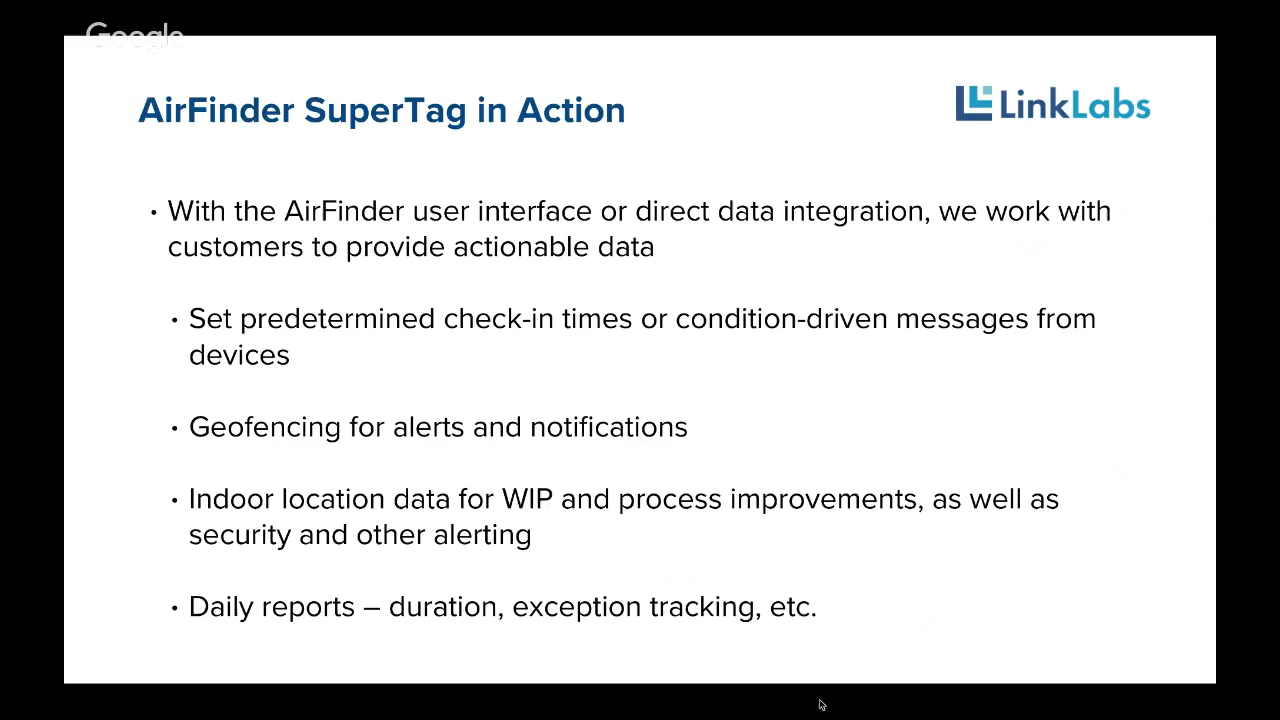 Google
AirFinder SuperTag in Action
LinkLabs
• With the AirFinder user interface or direct data integration, we work with
customers to provide actionable data
• Set predetermined check-in times or condition-driven messages from
devices
• Geofencing for alerts and notifications
• Indoor location data for WIP and process improvements, as well as
security and other alerting
• Daily reports – duration, exception tracking, etc.